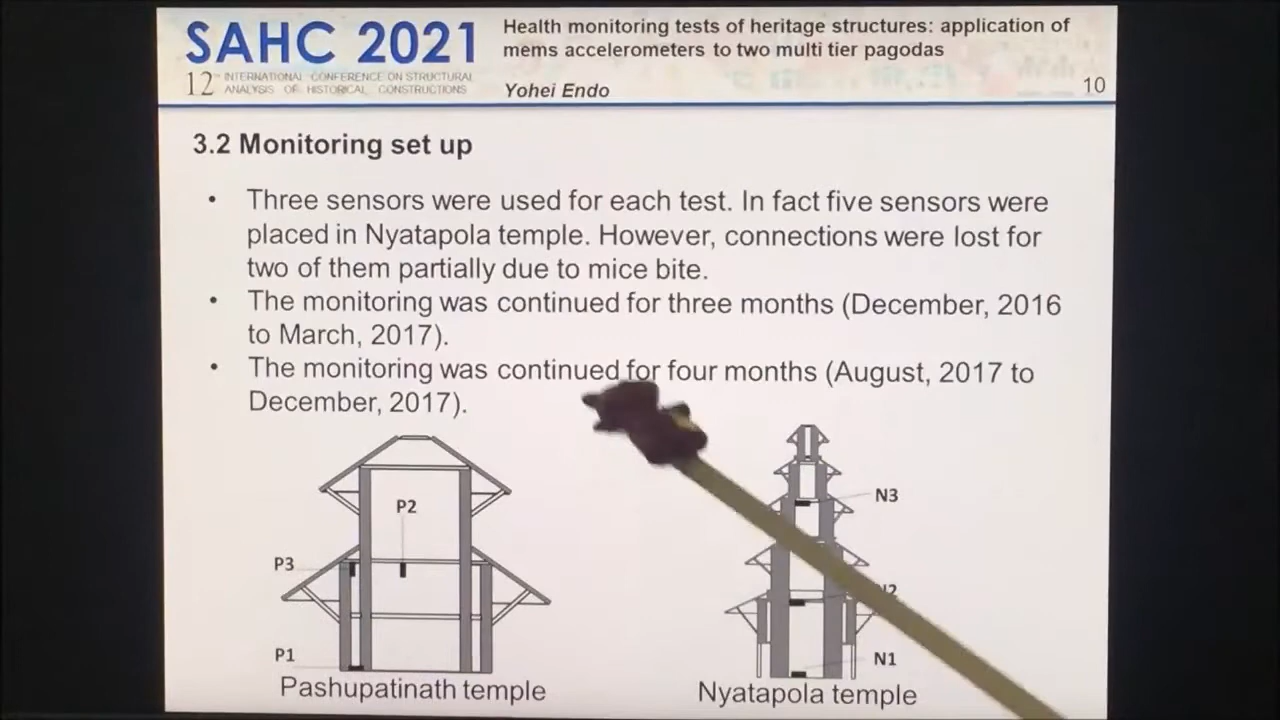 SAHC 2021
12TH INTERNATIONAL CONFERENCE ON STRUCTURAL
ANALYSIS OF HISTORICAL CONSTRUCTIONS
Health monitoring tests of heritage structures: application of
mems accelerometers to two multi tier pagodas
Yohei Endo
10
3.2 Monitoring set up
• Three sensors were used for each test. In fact five sensors were
placed in Nyatapola temple. However, connections were lost for
two of them partially due to mice bite.
• The monitoring was continued for three months (December, 2016
to March, 2017).
• The monitoring was continued for four months (August, 2017 to
December, 2017).
P2
P3
P1
Pashupatinath temple
N3
N1
Nyatapola temple